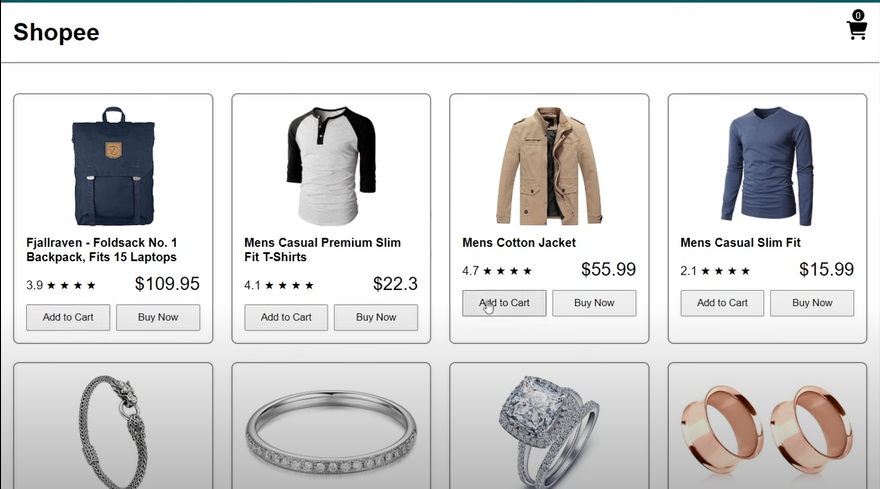 Shopee
0
Fjallraven - Foldsack No. 1
Backpack, Fits 15 Laptops
3.9 ★ ★ ★ ★ $109.95
Add to Cart Buy Now
Mens Casual Premium Slim
Fit T-Shirts
4.1 ★ ★ ★ ★ $22.3
Add to Cart Buy Now
Mens Cotton Jacket
4.7 ★ ★ ★ ★ $55.99
Add to Cart Buy Now
Mens Casual Slim Fit
2.1 ★ ★ ★ ★ $15.99
Add to Cart Buy Now